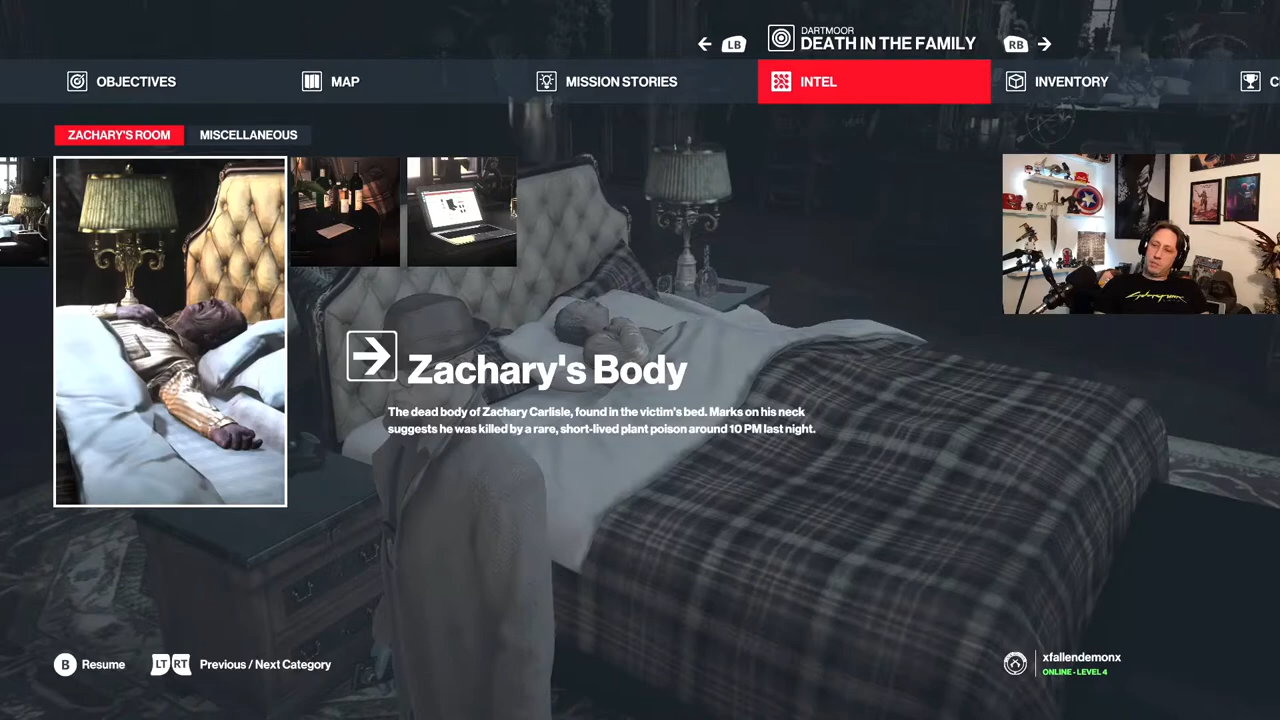 DARTMOOR
LB DEATH IN THE FAMILY RB
OBJECTIVES MAP MISSION STORIES INTEL INVENTORY C
ZACHARY'S ROOM MISCELLANEOUS
Zachary's Body
The dead body of Zachary Carlisle, found in the victim's bed. Marks on his neck
suggests he was killed by a rare, short-lived plant poison around 10 PM last night.
B Resume LT RT Previous / Next Category
xfallendemonx
ONLINE - LEVEL 4